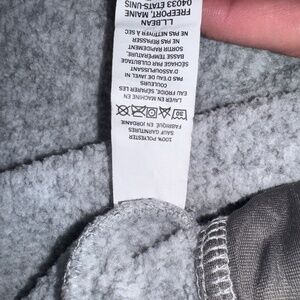 100% POLYESTER
SAUF GARNITURES
FABRIQUÉ EN JORDANIE
30
LAVER EN MACHINE EN
EAU FROIDE, SÉPARER LES
COULEURS
PAS D'EAU DE JAVEL NI
D'ASSOUPLISSANT
SÉCHAGE PAR CULBUTAGE
BASSE TEMPÉRATURE,
SORTIR RAPIDEMENT
NE PAS REPASSER
NE PAS NETTOYER À SEC
L.L.BEAN
FREEPORT, MAINE
04033 ÉTATS-UNIS